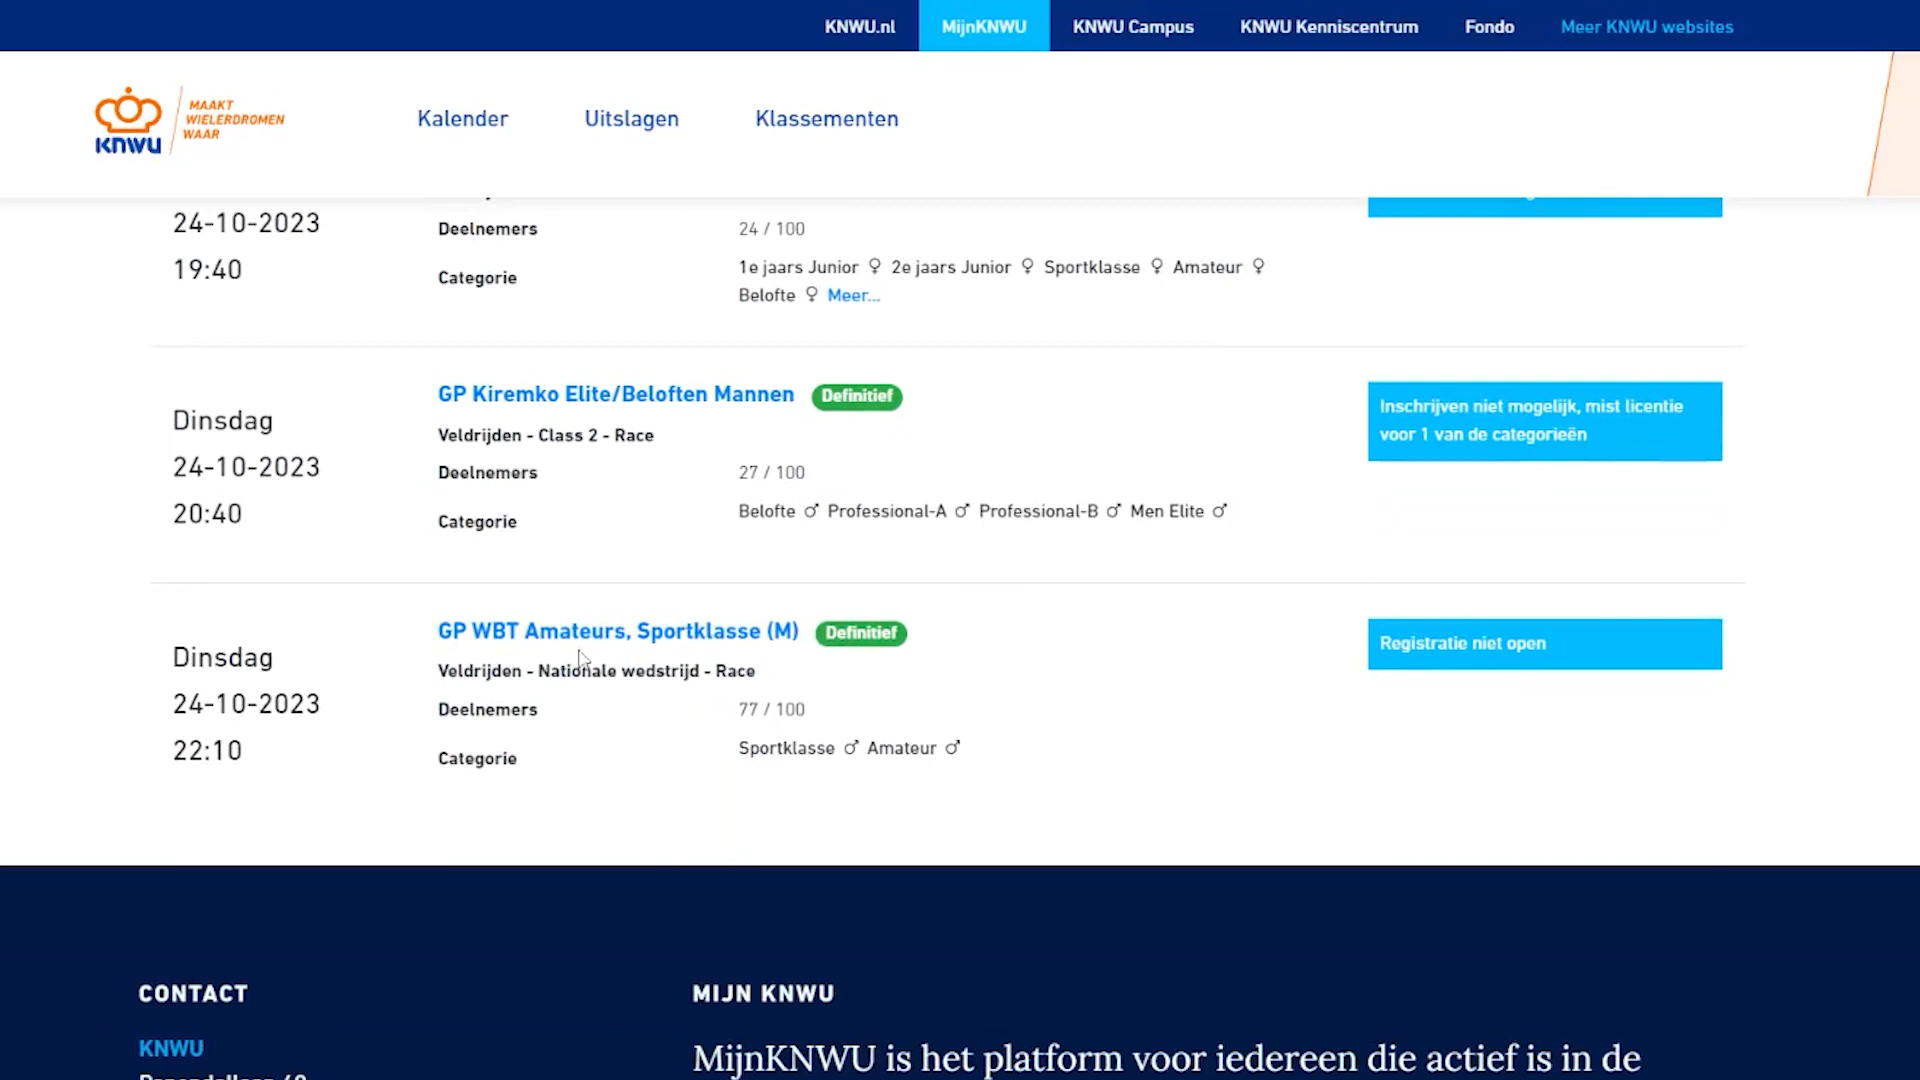 KNWU.nl MijnKNWU KNWU Campus KNWU Kenniscentrum Fondo Meer KNWU websites
KNWU MAAKT
WIELERDROMEN
WAAR
Kalender Uitslagen Klassementen
24-10-2023
19:40
Deelnemers 24 / 100
Categorie 1e jaars Junior ♀ 2e jaars Junior ♀ Sportklasse ♀ Amateur ♀
Belofte ♀ Meer...
Dinsdag
24-10-2023
20:40
GP Kiremko Elite/Beloften Mannen Definitief
Veldrijden - Class 2 - Race
Deelnemers 27 / 100
Categorie Belofte ♂ Professional-A ♂ Professional-B ♂ Men Elite ♂
Inschrijven niet mogelijk, mist licentie
voor 1 van de categorieën
Dinsdag
24-10-2023
22:10
GP WBT Amateurs, Sportklasse (M) Definitief
Veldrijden - Nationale wedstrijd - Race
Deelnemers 77 / 100
Categorie Sportklasse ♂ Amateur ♂
Registratie niet open
CONTACT
KNWU
MIJN KNWU
MijnKNWU is het platform voor iedereen die actief is in de